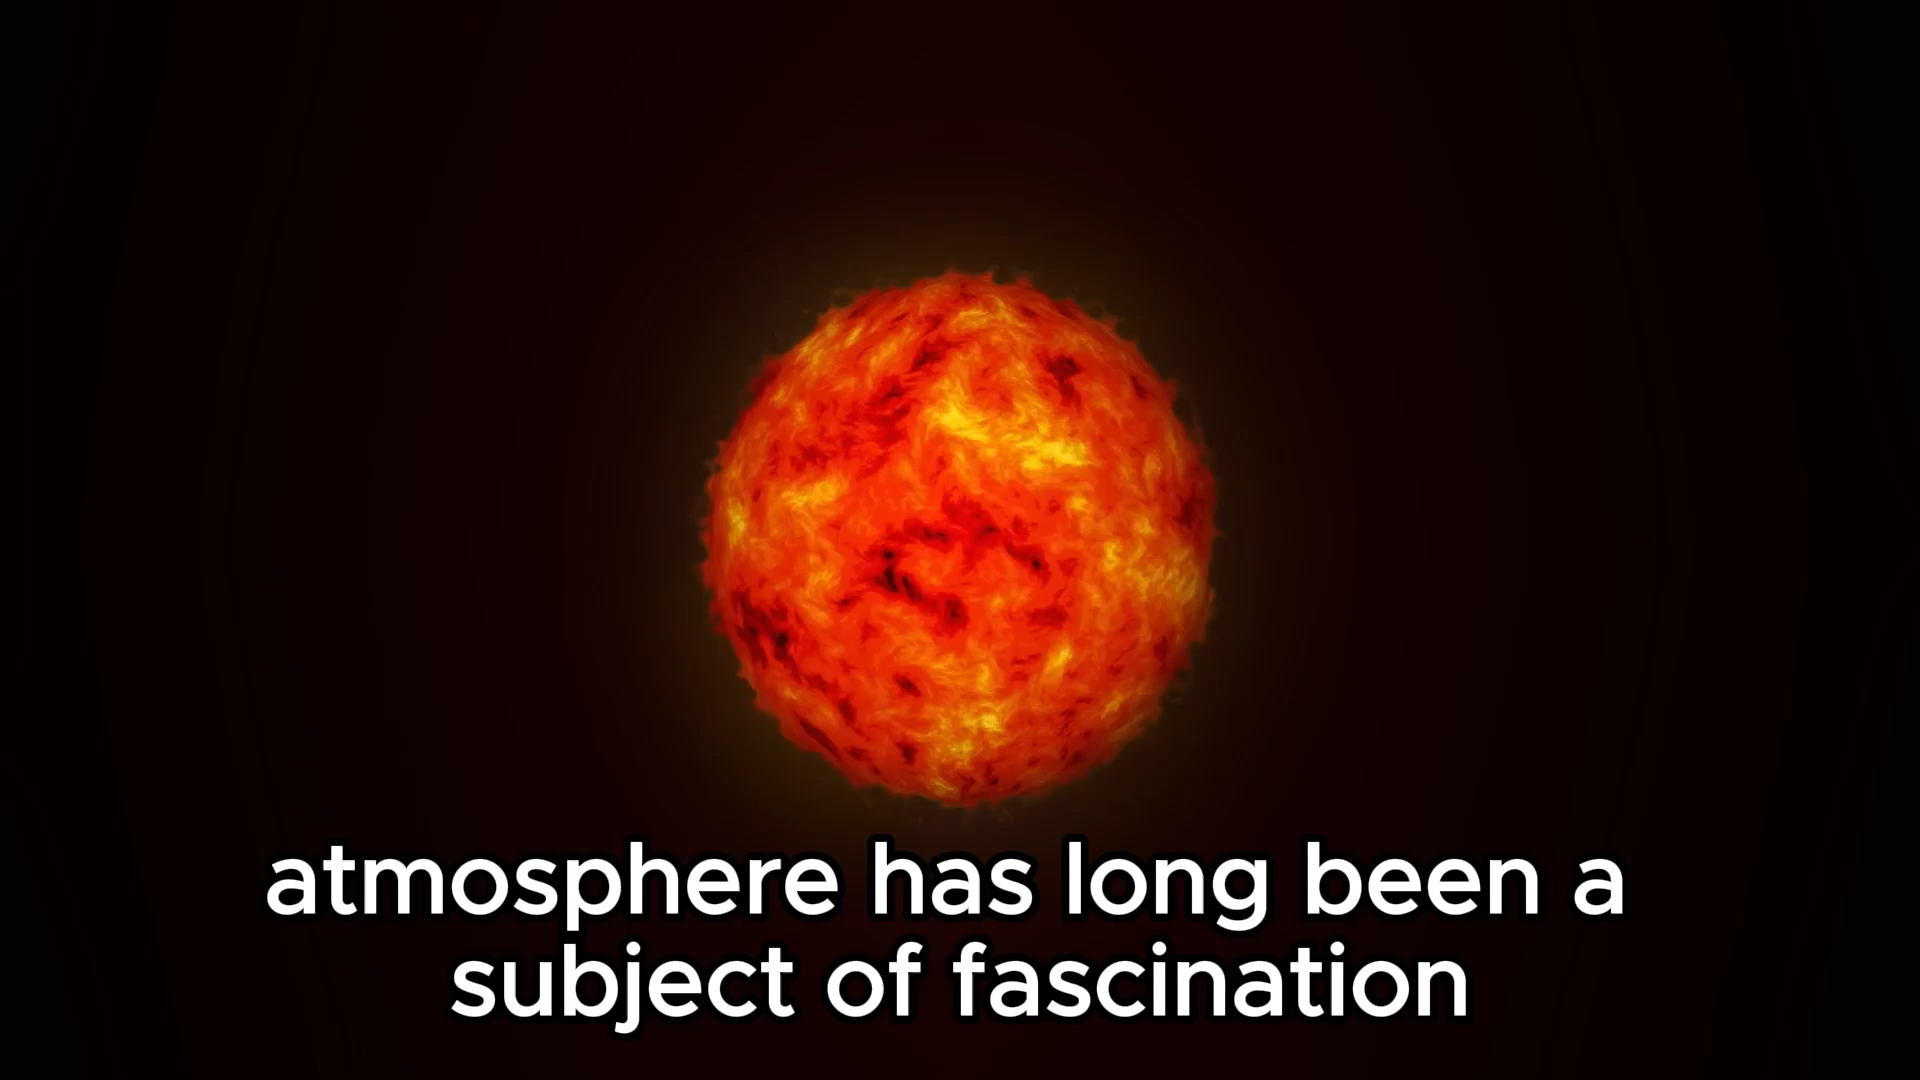 atmosphere has long been a
subject of fascination